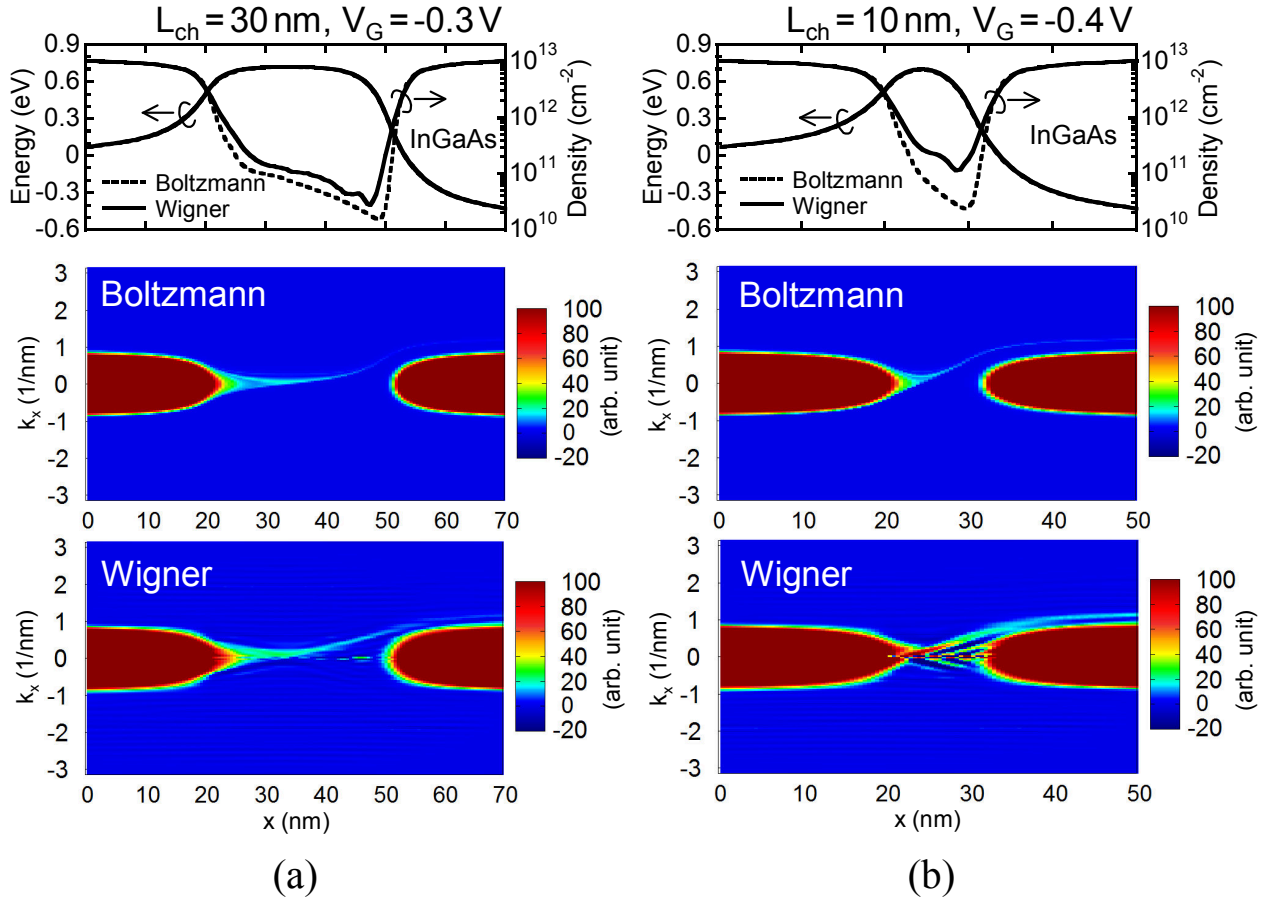 L_ch = 30 nm, V_G = -0.3 V
0.9
0.6
0.3
0
-0.3
-0.6
Energy (eV)
10^13
10^12
10^11
10^10
Density (cm^-2)
InGaAs
Boltzmann
Wigner
Boltzmann
3
2
1
0
-1
-2
-3
k_x (1/nm)
0 10 20 30 40 50 60 70
100
80
60
40
20
0
-20
(arb. unit)
Wigner
3
2
1
0
-1
-2
-3
k_x (1/nm)
0 10 20 30 40 50 60 70
x (nm)
100
80
60
40
20
0
-20
(arb. unit)
(a)
L_ch = 10 nm, V_G = -0.4 V
0.9
0.6
0.3
0
-0.3
-0.6
Energy (eV)
10^13
10^12
10^11
10^10
Density (cm^-2)
InGaAs
Boltzmann
Wigner
Boltzmann
3
2
1
0
-1
-2
-3
k_x (1/nm)
0 10 20 30 40 50
100
80
60
40
20
0
-20
(arb. unit)
Wigner
3
2
1
0
-1
-2
-3
k_x (1/nm)
0 10 20 30 40 50
x (nm)
100
80
60
40
20
0
-20
(arb. unit)
(b)